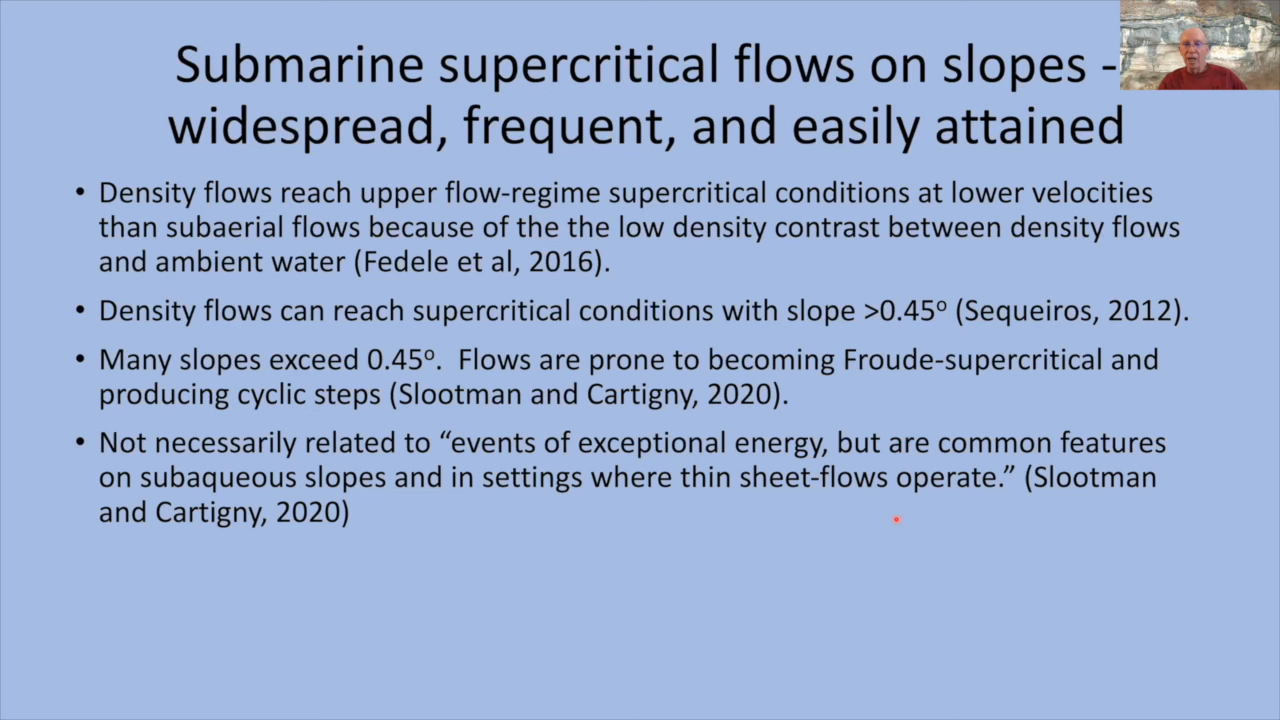 Submarine supercritical flows on slopes -
widespread, frequent, and easily attained
• Density flows reach upper flow-regime supercritical conditions at lower velocities
than subaerial flows because of the the low density contrast between density flows
and ambient water (Fedele et al, 2016).
• Density flows can reach supercritical conditions with slope >0.45º (Sequeiros, 2012).
• Many slopes exceed 0.45º.  Flows are prone to becoming Froude-supercritical and
producing cyclic steps (Slootman and Cartigny, 2020).
• Not necessarily related to “events of exceptional energy, but are common features
on subaqueous slopes and in settings where thin sheet-flows operate.” (Slootman
and Cartigny, 2020)